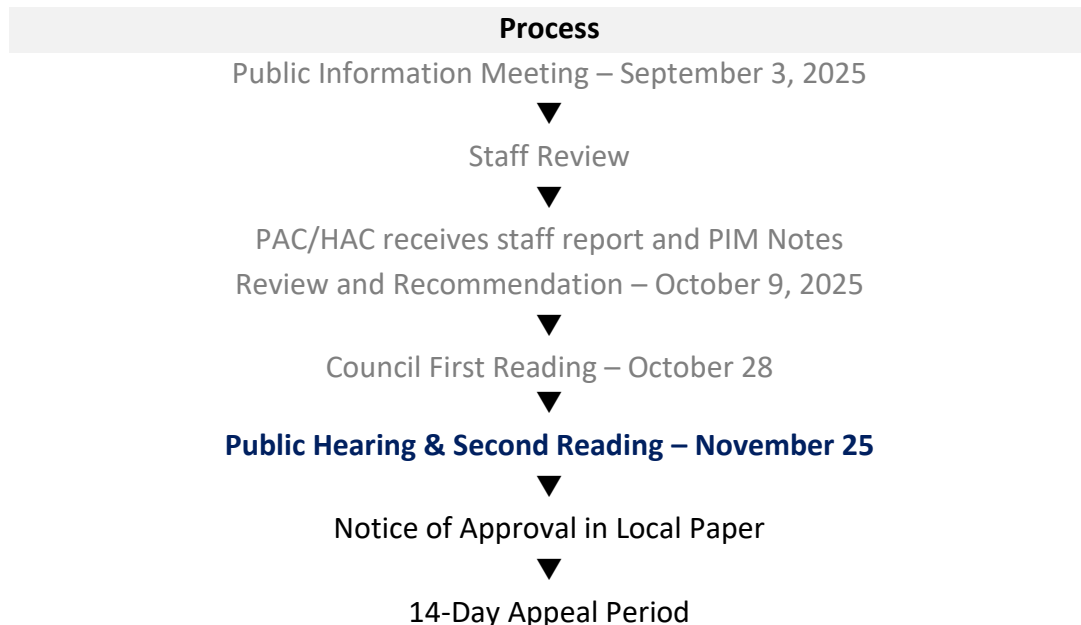 Process
Public Information Meeting – September 3, 2025
Staff Review
PAC/HAC receives staff report and PIM Notes
Review and Recommendation – October 9, 2025
Council First Reading – October 28
Public Hearing & Second Reading – November 25
Notice of Approval in Local Paper
14-Day Appeal Period